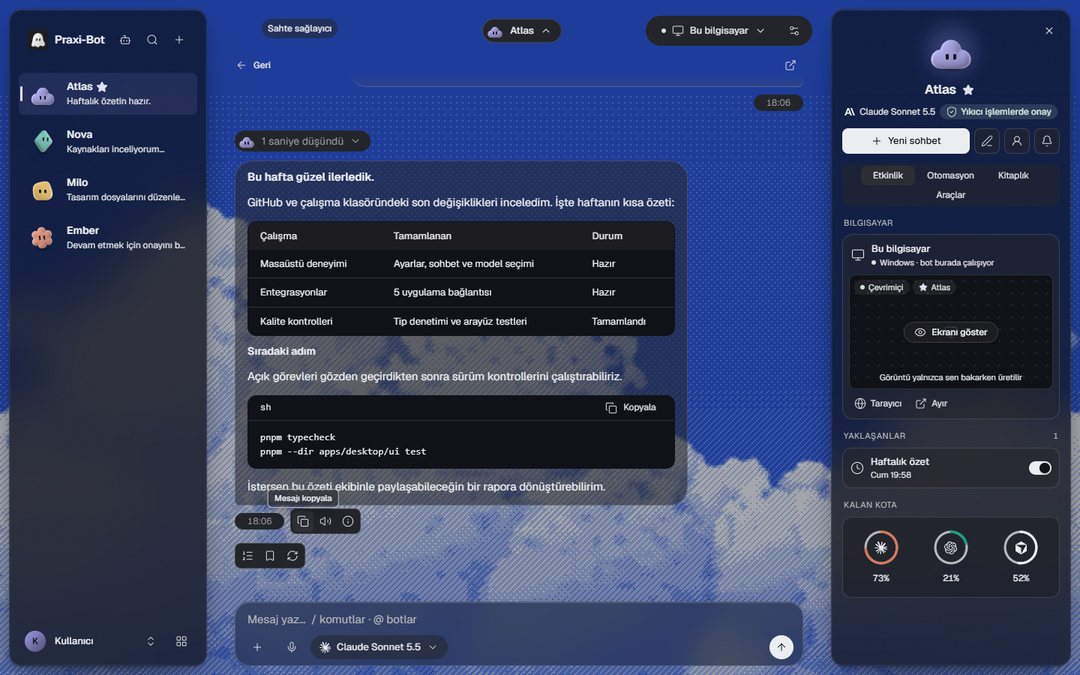 Praxi-Bot
Atlas
Haftalık özetin hazır.
Nova
Kaynakları inceliyorum...
Milo
Tasarım dosyalarını düzenle...
Ember
Devam etmek için onayını b...
K
Kullanıcı
Sahte sağlayıcı
Atlas
Bu bilgisayar
Geri
18:06
1 saniye düşündü
Bu hafta güzel ilerledik.
GitHub ve çalışma klasöründeki son değişiklikleri inceledim. İşte haftanın kısa özeti:
Çalışma Tamamlanan Durum
Masaüstü deneyimi Ayarlar, sohbet ve model seçimi Hazır
Entegrasyonlar 5 uygulama bağlantısı Hazır
Kalite kontrolleri Tip denetimi ve arayüz testleri Tamamlandı
Sıradaki adım
Açık görevleri gözden geçirdikten sonra sürüm kontrollerini çalıştırabiliriz.
sh Kopyala
pnpm typecheck
pnpm --dir apps/desktop/ui test
İstersen bu özeti ekibinle paylaşabileceğin bir rapora dönüştürebilirim.
Mesajı kopyala
18:06
Mesaj yaz... / komutlar · @ botlar
Claude Sonnet 5.5
Atlas
Claude Sonnet 5.5 Yıkıcı işlemlerde onay
Yeni sohbet
Etkinlik Otomasyon Kitaplık
Araçlar
BILGISAYAR
Bu bilgisayar
Windows · bot burada çalışıyor
Çevrimiçi Atlas
Ekranı göster
Görüntü yalnızca sen bakarken üretilir
Tarayıcı Ayır
YAKLAŞANLAR 1
Haftalık özet
Cum 19:58
KALAN KOTA
73% 21% 52%